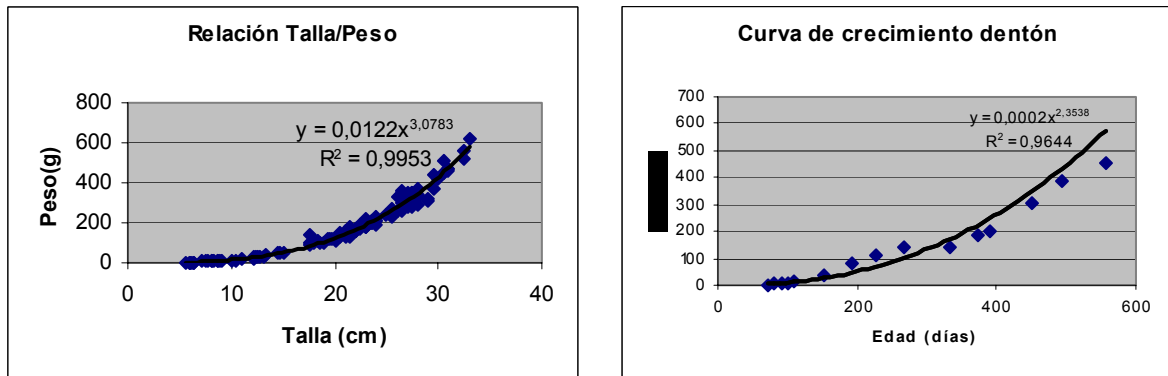 Relación Talla/Peso
800
600
400
200
0
y = 0,0122x^3,0783
R² = 0,9953
Peso(g)
0 10 20 30 40
Talla (cm)
Curva de crecimiento dentón
700
600
500
400
300
200
100
0
y = 0,0002x^2,3538
R² = 0,9644
0 200 400 600
Edad (días)